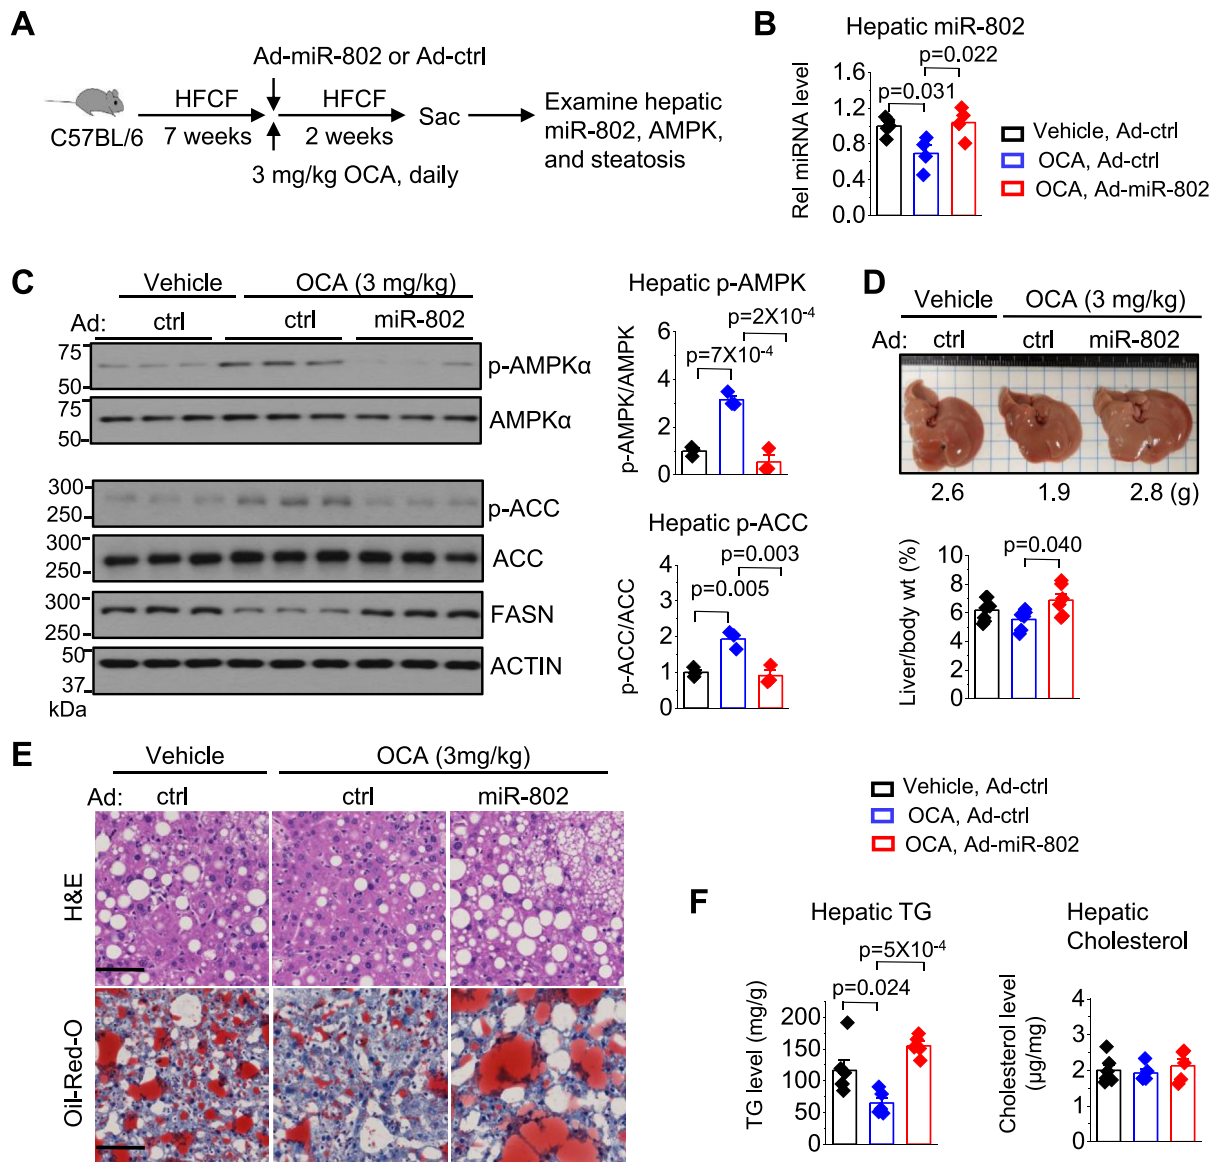 A
Ad-miR-802 or Ad-ctrl
HFCF
HFCF
C57BL/6
7 weeks
2 weeks
Sac
Examine hepatic
miR-802, AMPK,
and steatosis
3 mg/kg OCA, daily
B
Hepatic miR-802
p=0.022
p=0.031
Rel miRNA level
1.6
1.2
0.8
0.4
0.0
Vehicle, Ad-ctrl
OCA, Ad-ctrl
OCA, Ad-miR-802
C
Vehicle
OCA (3 mg/kg)
Ad:
ctrl
ctrl
miR-802
75
50
p-AMPKα
75
50
AMPKα
300
250
p-ACC
300
250
ACC
300
250
FASN
50
37
ACTIN
kDa
Hepatic p-AMPK
p=2X10-4
p=7X10-4
p-AMPK/AMPK
6
4
2
0
Hepatic p-ACC
p=0.003
p=0.005
p-ACC/ACC
4
3
2
1
0
D
Vehicle
OCA (3 mg/kg)
Ad:
ctrl
ctrl
miR-802
2.6
1.9
2.8 (g)
p=0.040
Liver/body wt (%)
10
8
6
4
2
0
E
Vehicle
OCA (3mg/kg)
Ad:
ctrl
ctrl
miR-802
H&E
Oil-Red-O
Vehicle, Ad-ctrl
OCA, Ad-ctrl
OCA, Ad-miR-802
F
Hepatic TG
p=5X10-4
p=0.024
TG level (mg/g)
200
150
100
50
0
Hepatic
Cholesterol
Cholesterol level
(µg/mg)
4
3
2
1
0